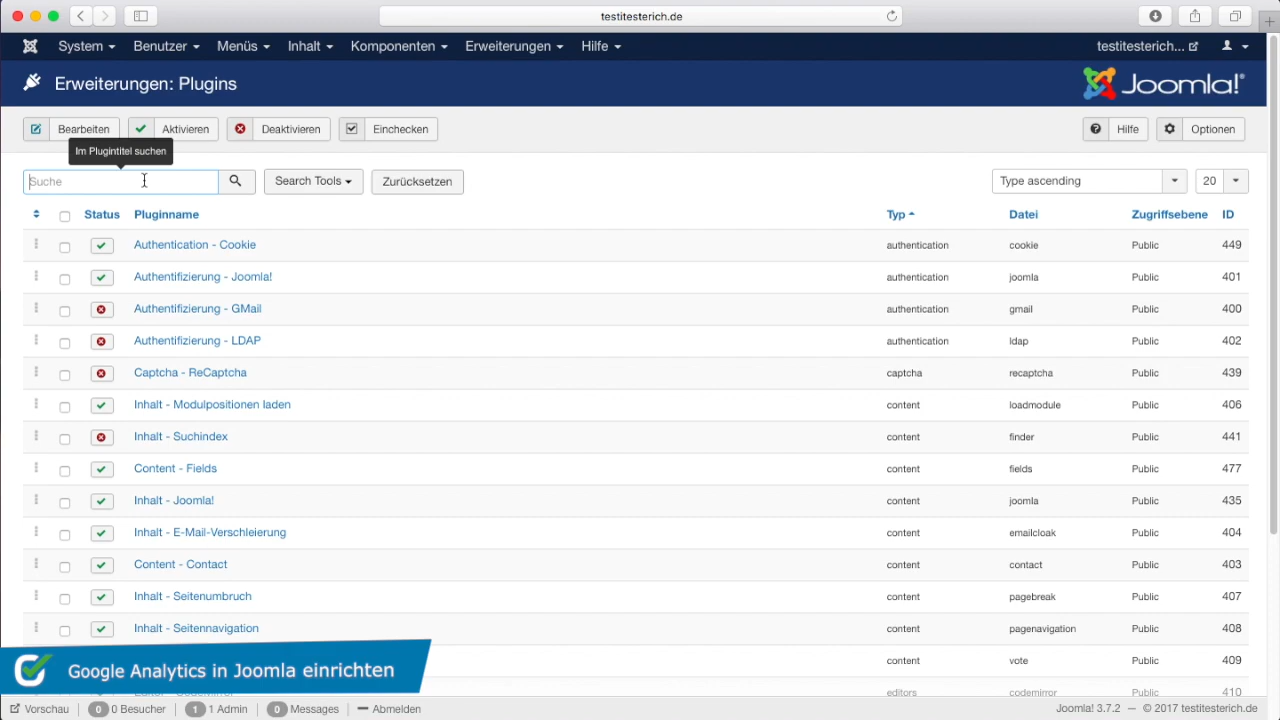 testitesterich.de
System Benutzer Menüs Inhalt Komponenten Erweiterungen Hilfe testitesterich...
Erweiterungen: Plugins Joomla!®
Bearbeiten Aktivieren Deaktivieren Einchecken Hilfe Optionen
Im Plugintitel suchen
Suche Search Tools Zurücksetzen Type ascending 20
Status Pluginname Typ Datei Zugriffsebene ID
Authentication - Cookie authentication cookie Public 449
Authentifizierung - Joomla! authentication joomla Public 401
Authentifizierung - GMail authentication gmail Public 400
Authentifizierung - LDAP authentication ldap Public 402
Captcha - ReCaptcha captcha recaptcha Public 439
Inhalt - Modulpositionen laden content loadmodule Public 406
Inhalt - Suchindex content finder Public 441
Content - Fields content fields Public 477
Inhalt - Joomla! content joomla Public 435
Inhalt - E-Mail-Verschleierung content emailcloak Public 404
Content - Contact content contact Public 403
Inhalt - Seitenumbruch content pagebreak Public 407
Inhalt - Seitennavigation content pagenavigation Public 408
content vote Public 409
Google Analytics in Joomla einrichten
editors codemirror Public 410
Vorschau 0 0 Besucher 1 1 Admin 0 Messages Abmelden Joomla! 3.7.2 — © 2017 testitesterich.de